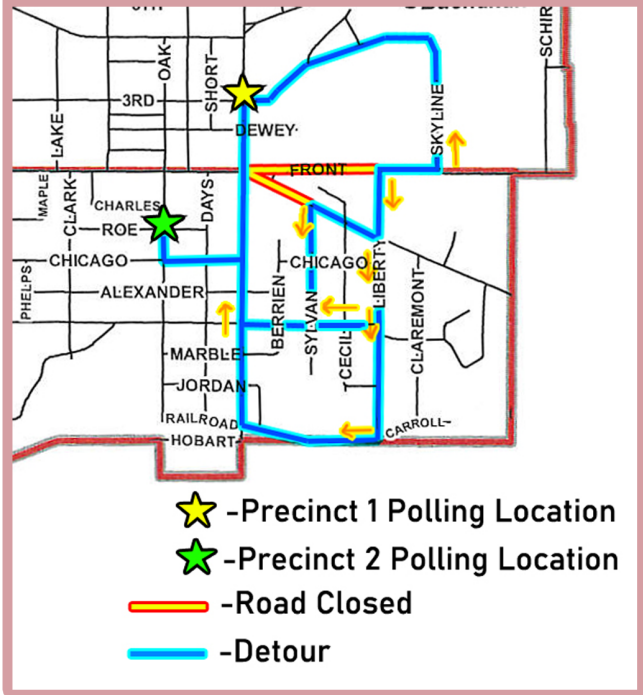 OAK
SHORT
SCHIR
3RD
DEWEY
LAKE
SKYLINE
FRONT
MAPLE
CLARK
CHARLES
DAYS
ROE
CHICAGO
CHICAGO
PHELPS
ALEXANDER
BERRIEN
SYLVAN
CECIL
LIBERTY
CLAREMONT
MARBLE
JORDAN
RAILROAD
HOBART
CARROLL
-Precinct 1 Polling Location
-Precinct 2 Polling Location
-Road Closed
-Detour